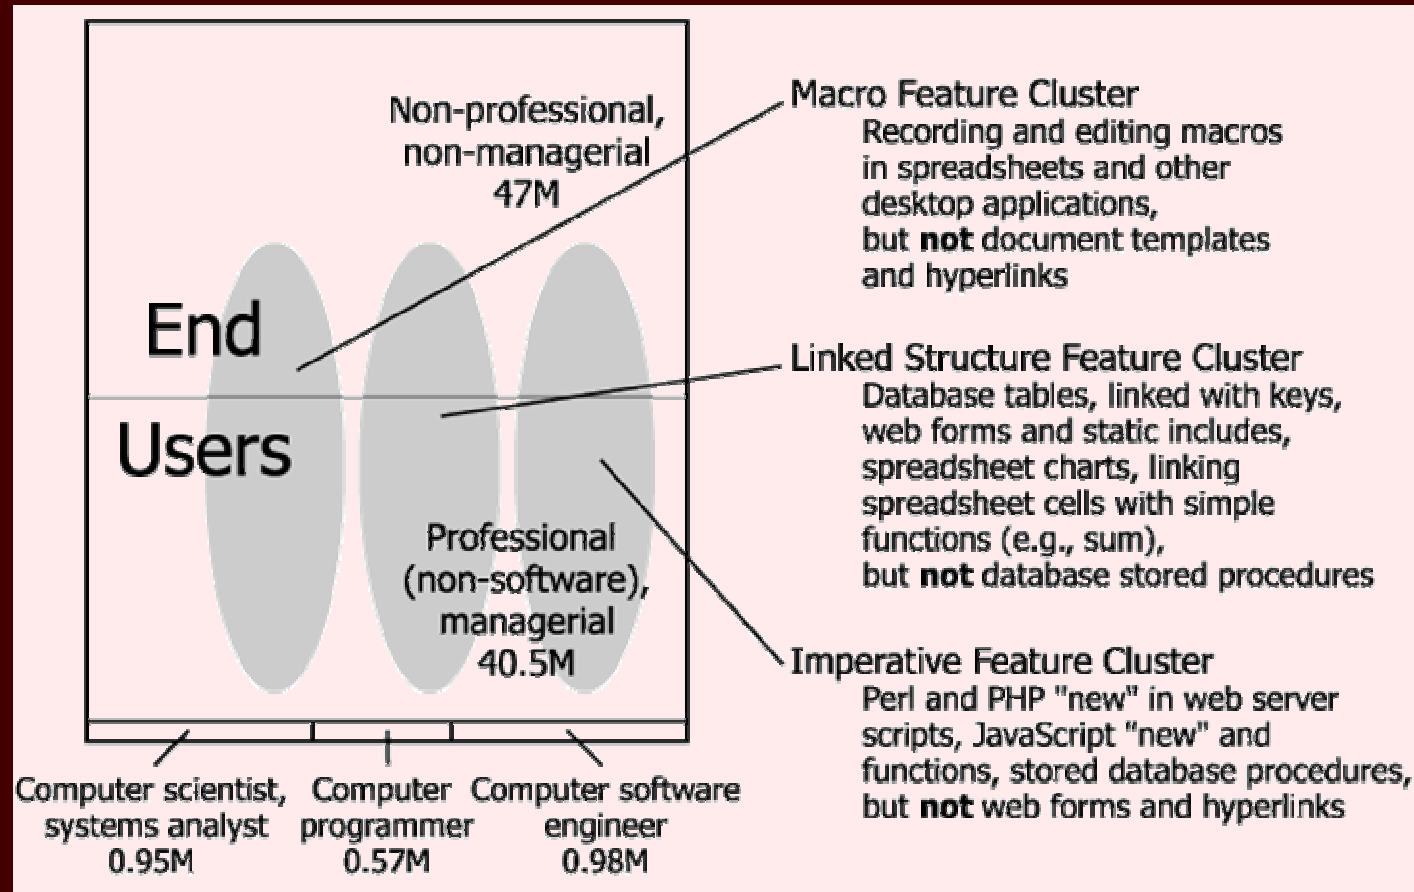 Non-professional,
non-managerial
47M
End
Users
Professional
(non-software),
managerial
40.5M
Computer scientist,
systems analyst
0.95M
Computer
programmer
0.57M
Computer software
engineer
0.98M
Macro Feature Cluster
Recording and editing macros
in spreadsheets and other
desktop applications,
but not document templates
and hyperlinks
Linked Structure Feature Cluster
Database tables, linked with keys,
web forms and static includes,
spreadsheet charts, linking
spreadsheet cells with simple
functions (e.g., sum),
but not database stored procedures
Imperative Feature Cluster
Perl and PHP "new" in web server
scripts, JavaScript “new" and
functions, stored database procedures,
but not web forms and hyperlinks